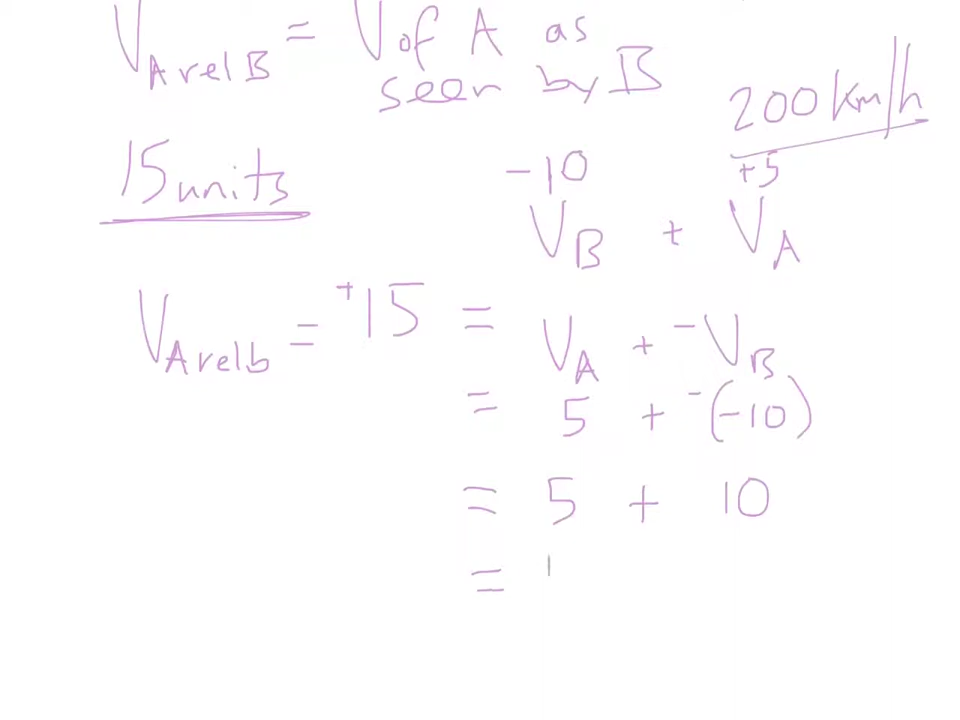 V A rel B = V of A as
seen by B
200 km/h
15 units
-10 +5
V B + V A
V A rel b = +15 = V A + -V B
= 5 + -(-10)
= 5 + 10
= 1